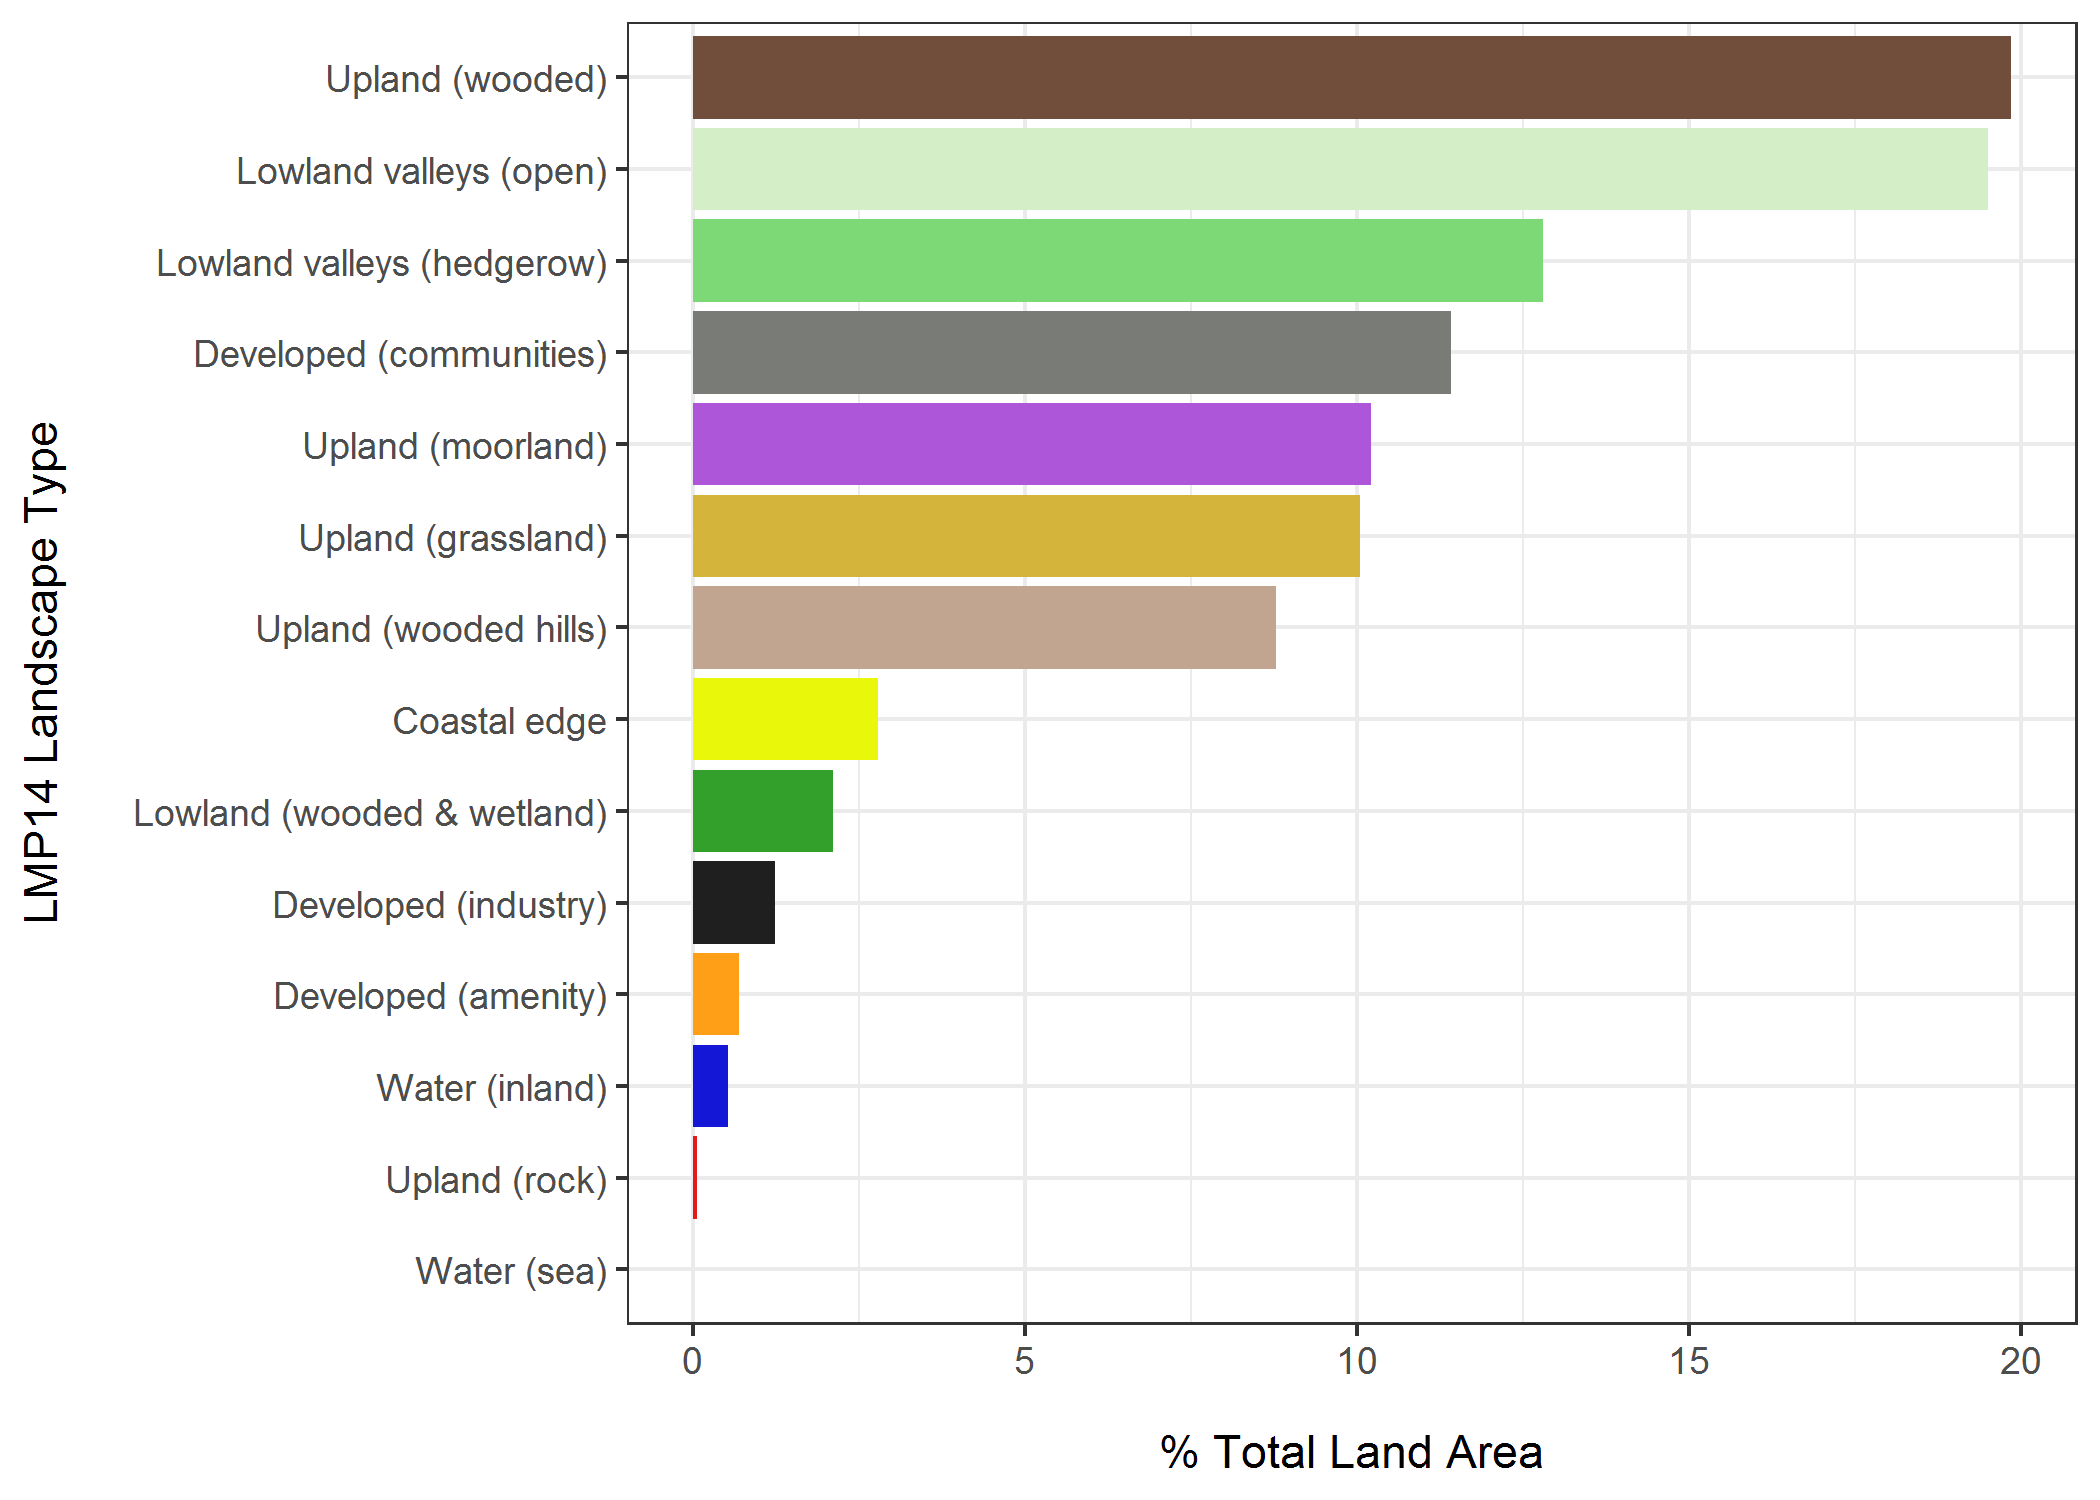 LMP14 Landscape Type
Upland (wooded)
Lowland valleys (open)
Lowland valleys (hedgerow)
Developed (communities)
Upland (moorland)
Upland (grassland)
Upland (wooded hills)
Coastal edge
Lowland (wooded & wetland)
Developed (industry)
Developed (amenity)
Water (inland)
Upland (rock)
Water (sea)
0 5 10 15 20
% Total Land Area